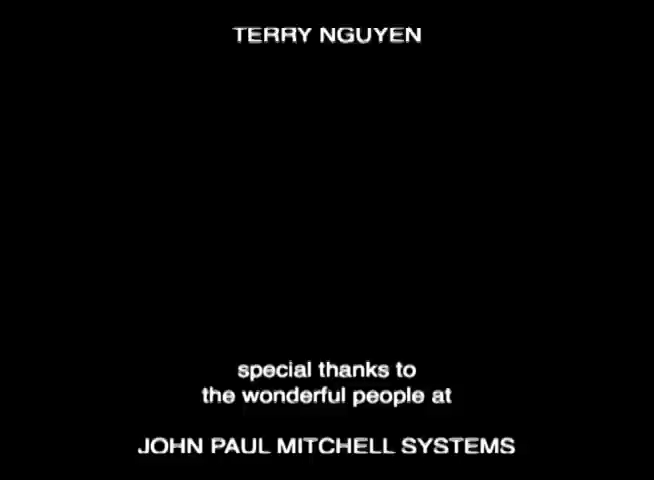 TERRY NGUYEN
special thanks to
the wonderful people at
JOHN PAUL MITCHELL SYSTEMS